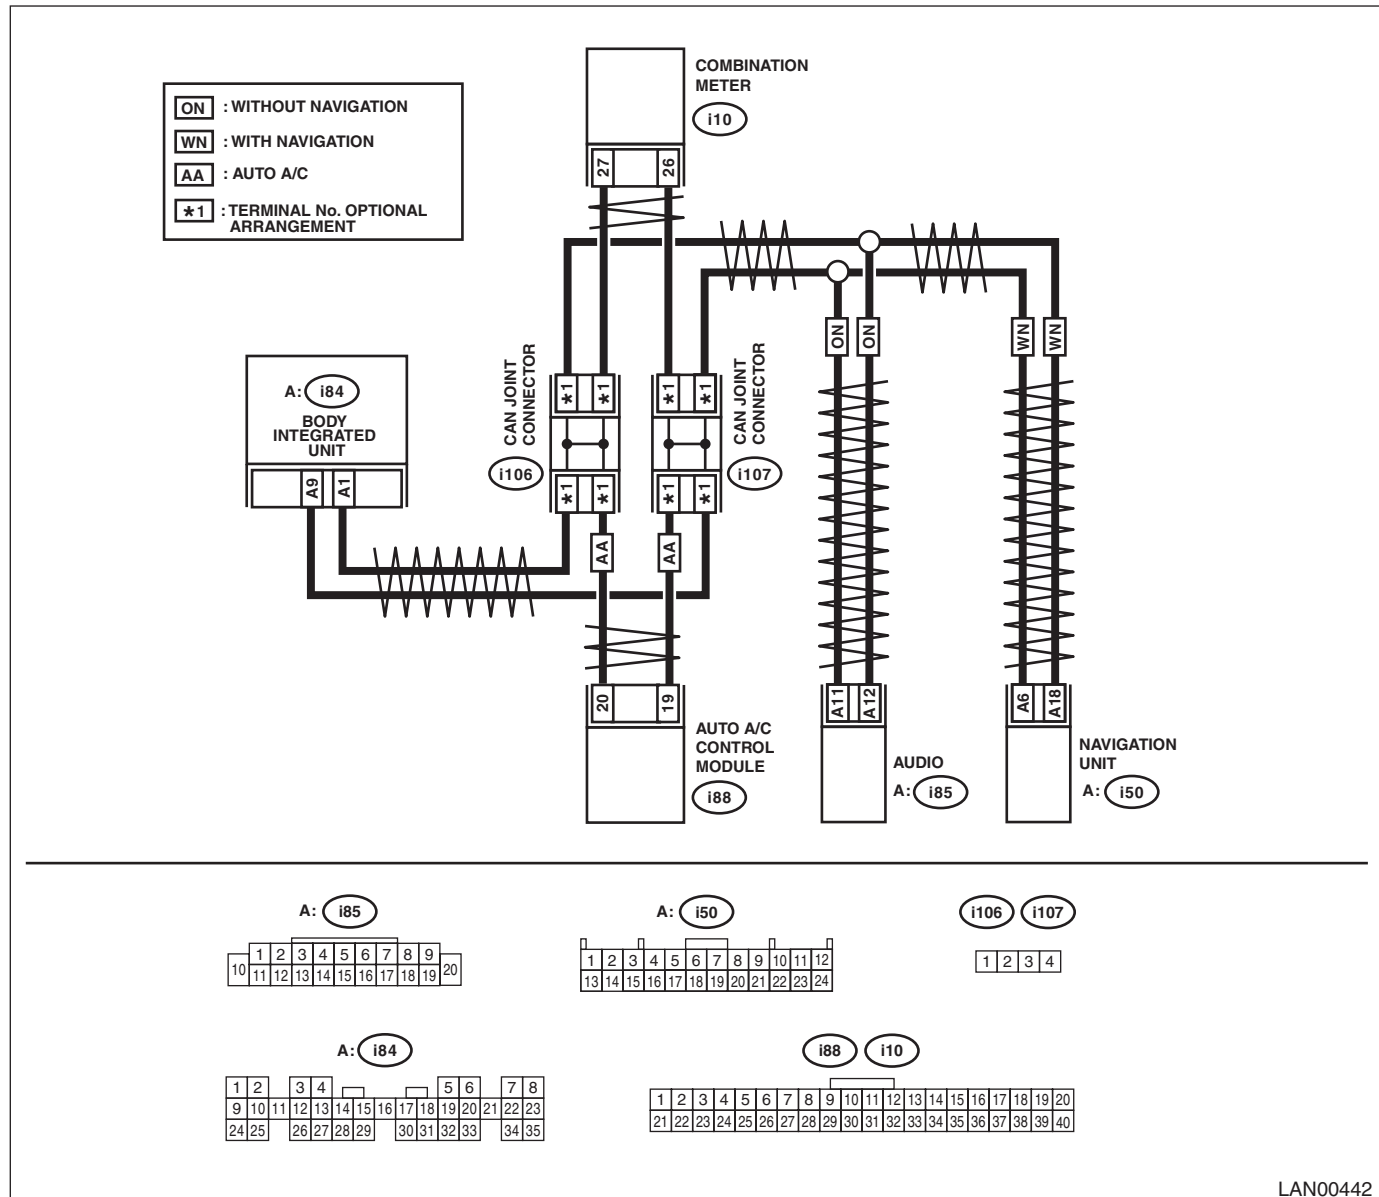 COMBINATION
METER
i10
ON : WITHOUT NAVIGATION
WN : WITH NAVIGATION
AA : AUTO A/C
*1 : TERMINAL No. OPTIONAL
ARRANGEMENT
27 26
ON ON WN WN
A: i84
BODY
INTEGRATED
UNIT
A9 A1
CAN JOINT
CONNECTOR
i106
*1 *1 *1 *1
CAN JOINT
CONNECTOR
i107
*1 *1 *1 *1
AA AA
20 19
AUTO A/C
CONTROL
MODULE
i88
A11 A12
AUDIO
A: i85
A6 A18
NAVIGATION
UNIT
A: i50
A: i85
1 2 3 4 5 6 7 8 9
10 11 12 13 14 15 16 17 18 19 20
A: i50
1 2 3 4 5 6 7 8 9 10 11 12
13 14 15 16 17 18 19 20 21 22 23 24
i106 i107
1 2 3 4
A: i84
1 2 3 4 5 6 7 8
9 10 11 12 13 14 15 16 17 18 19 20 21 22 23
24 25 26 27 28 29 30 31 32 33 34 35
i88 i10
1 2 3 4 5 6 7 8 9 10 11 12 13 14 15 16 17 18 19 20
21 22 23 24 25 26 27 28 29 30 31 32 33 34 35 36 37 38 39 40
LAN00442